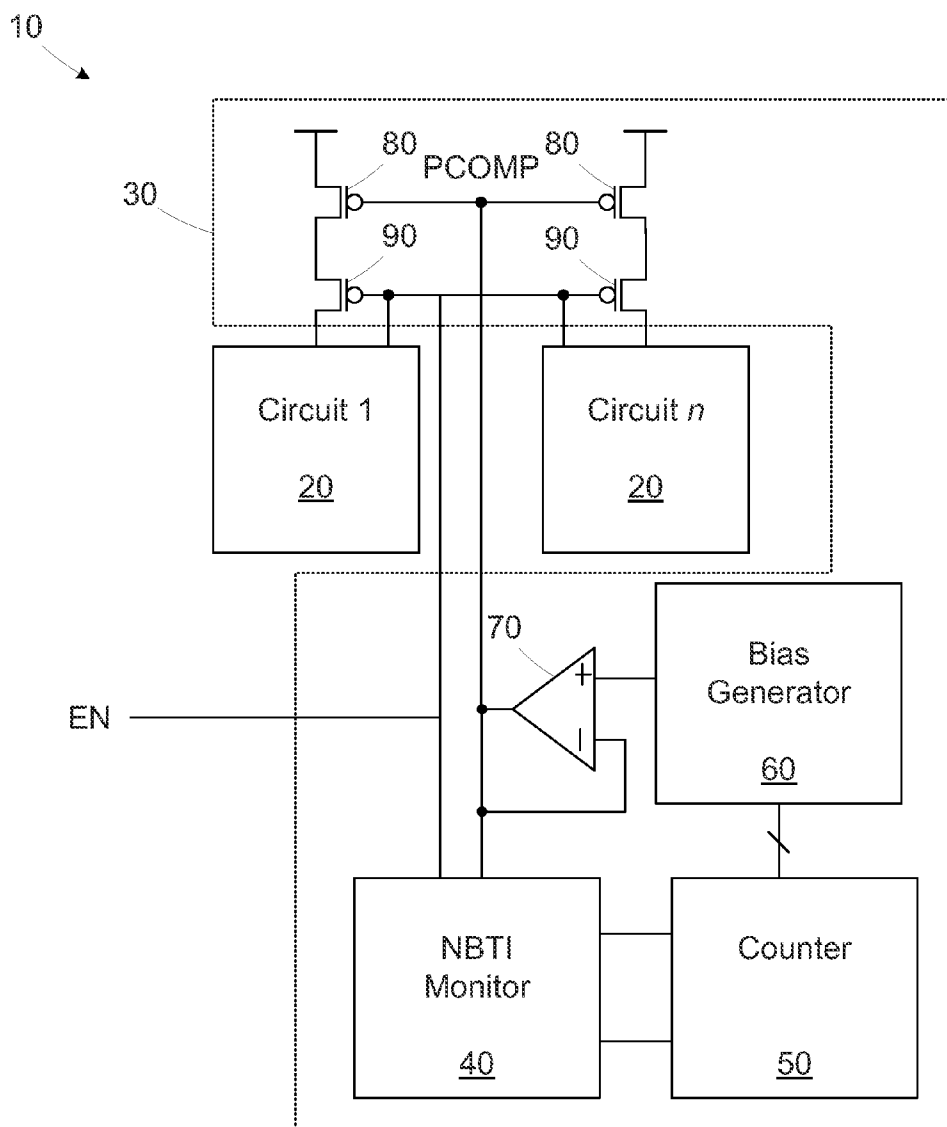 10
80
PCOMP
80
30
90
90
Circuit 1
20
Circuit n
20
70
+
−
Bias
Generator
60
EN
NBTI
Monitor
40
Counter
50